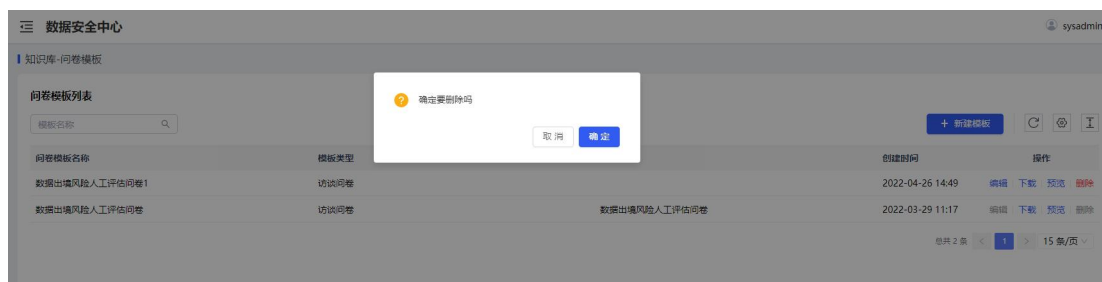 数据安全中心
sysadmin
知识库-问卷模板
问卷模板列表
确定要删除吗
取消 确定
模板名称
+ 新建模板
问卷模板名称 模板类型 创建时间 操作
数据出境风险人工评估问卷1 访谈问卷 2022-04-26 14:49 编辑 下载 预览 删除
数据出境风险人工评估问卷 访谈问卷 数据出境风险人工评估问卷 2022-03-29 11:17 编辑 下载 预览 删除
总共 2 条 < 1 > 15 条/页